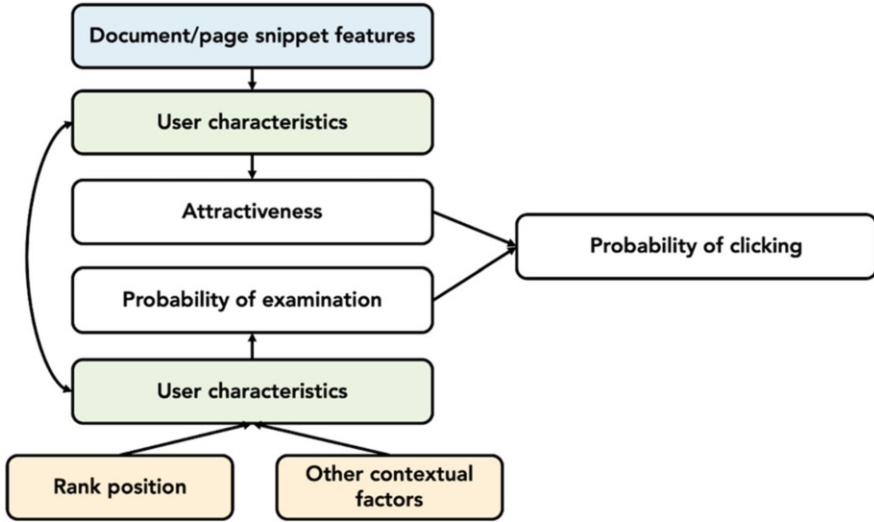 Document/page snippet features
User characteristics
Attractiveness
Probability of clicking
Probability of examination
User characteristics
Rank position
Other contextual
factors